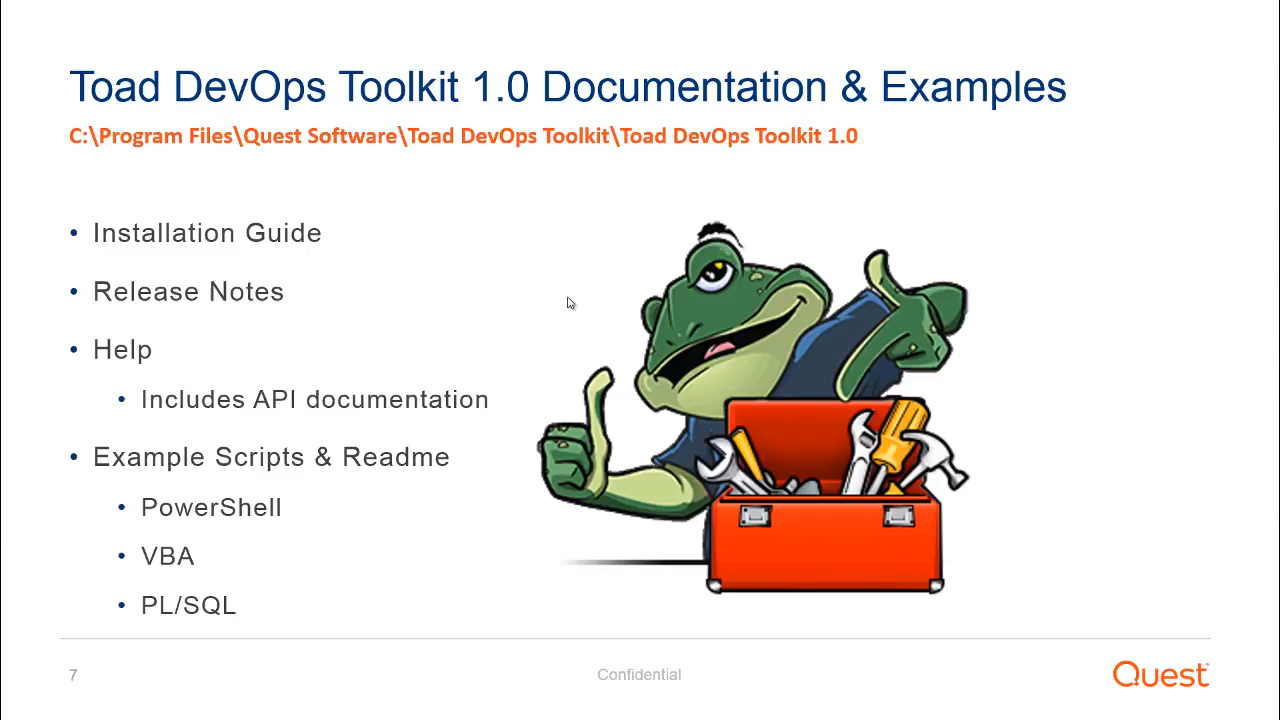 Toad DevOps Toolkit 1.0 Documentation & Examples
C:\Program Files\Quest Software\Toad DevOps Toolkit\Toad DevOps Toolkit 1.0
• Installation Guide
• Release Notes
• Help
• Includes API documentation
• Example Scripts & Readme
• PowerShell
• VBA
• PL/SQL
7
Confidential
Quest